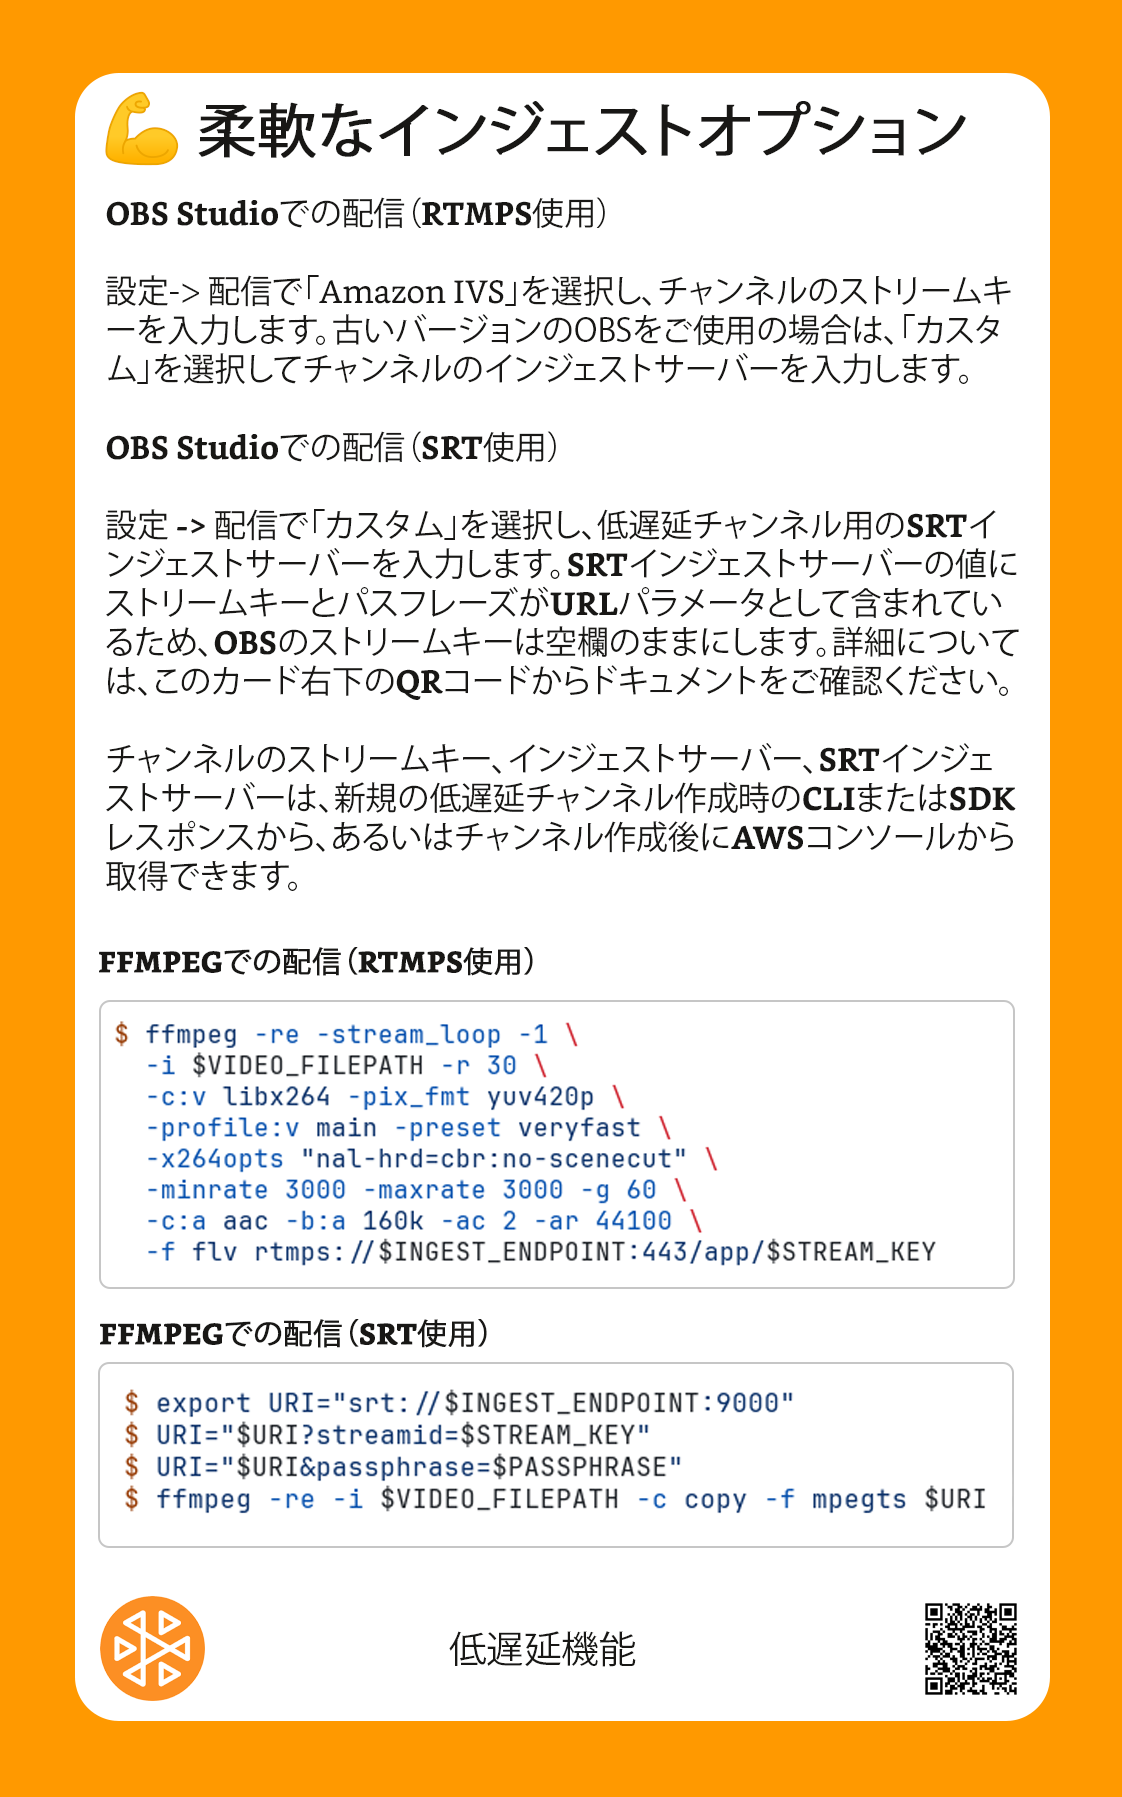 💪 柔軟なインジェストオプション
OBS Studioでの配信（RTMPS使用）
設定-> 配信で「Amazon IVS」を選択し、チャンネルのストリームキ
ーを入力します。古いバージョンのOBSをご使用の場合は、「カスタ
ム」を選択してチャンネルのインジェストサーバーを入力します。
OBS Studioでの配信（SRT使用）
設定 -> 配信で「カスタム」を選択し、低遅延チャンネル用のSRTイ
ンジェストサーバーを入力します。SRTインジェストサーバーの値に
ストリームキーとパスフレーズがURLパラメータとして含まれてい
るため、OBSのストリームキーは空欄のままにします。詳細について
は、このカード右下のQRコードからドキュメントをご確認ください。
チャンネルのストリームキー、インジェストサーバー、SRTインジェ
ストサーバーは、新規の低遅延チャンネル作成時のCLIまたはSDK
レスポンスから、あるいはチャンネル作成後にAWSコンソールから
取得できます。
FFMPEGでの配信（RTMPS使用）
$ ffmpeg -re -stream_loop -1 \
-i $VIDEO_FILEPATH -r 30 \
-c:v libx264 -pix_fmt yuv420p \
-profile:v main -preset veryfast \
-x264opts "nal-hrd=cbr:no-scenecut" \
-minrate 3000 -maxrate 3000 -g 60 \
-c:a aac -b:a 160k -ac 2 -ar 44100 \
-f flv rtmps://$INGEST_ENDPOINT:443/app/$STREAM_KEY
FFMPEGでの配信（SRT使用）
$ export URI="srt://$INGEST_ENDPOINT:9000"
$ URI="$URI?streamid=$STREAM_KEY"
$ URI="$URI&passphrase=$PASSPHRASE"
$ ffmpeg -re -i $VIDEO_FILEPATH -c copy -f mpegts $URI
低遅延機能